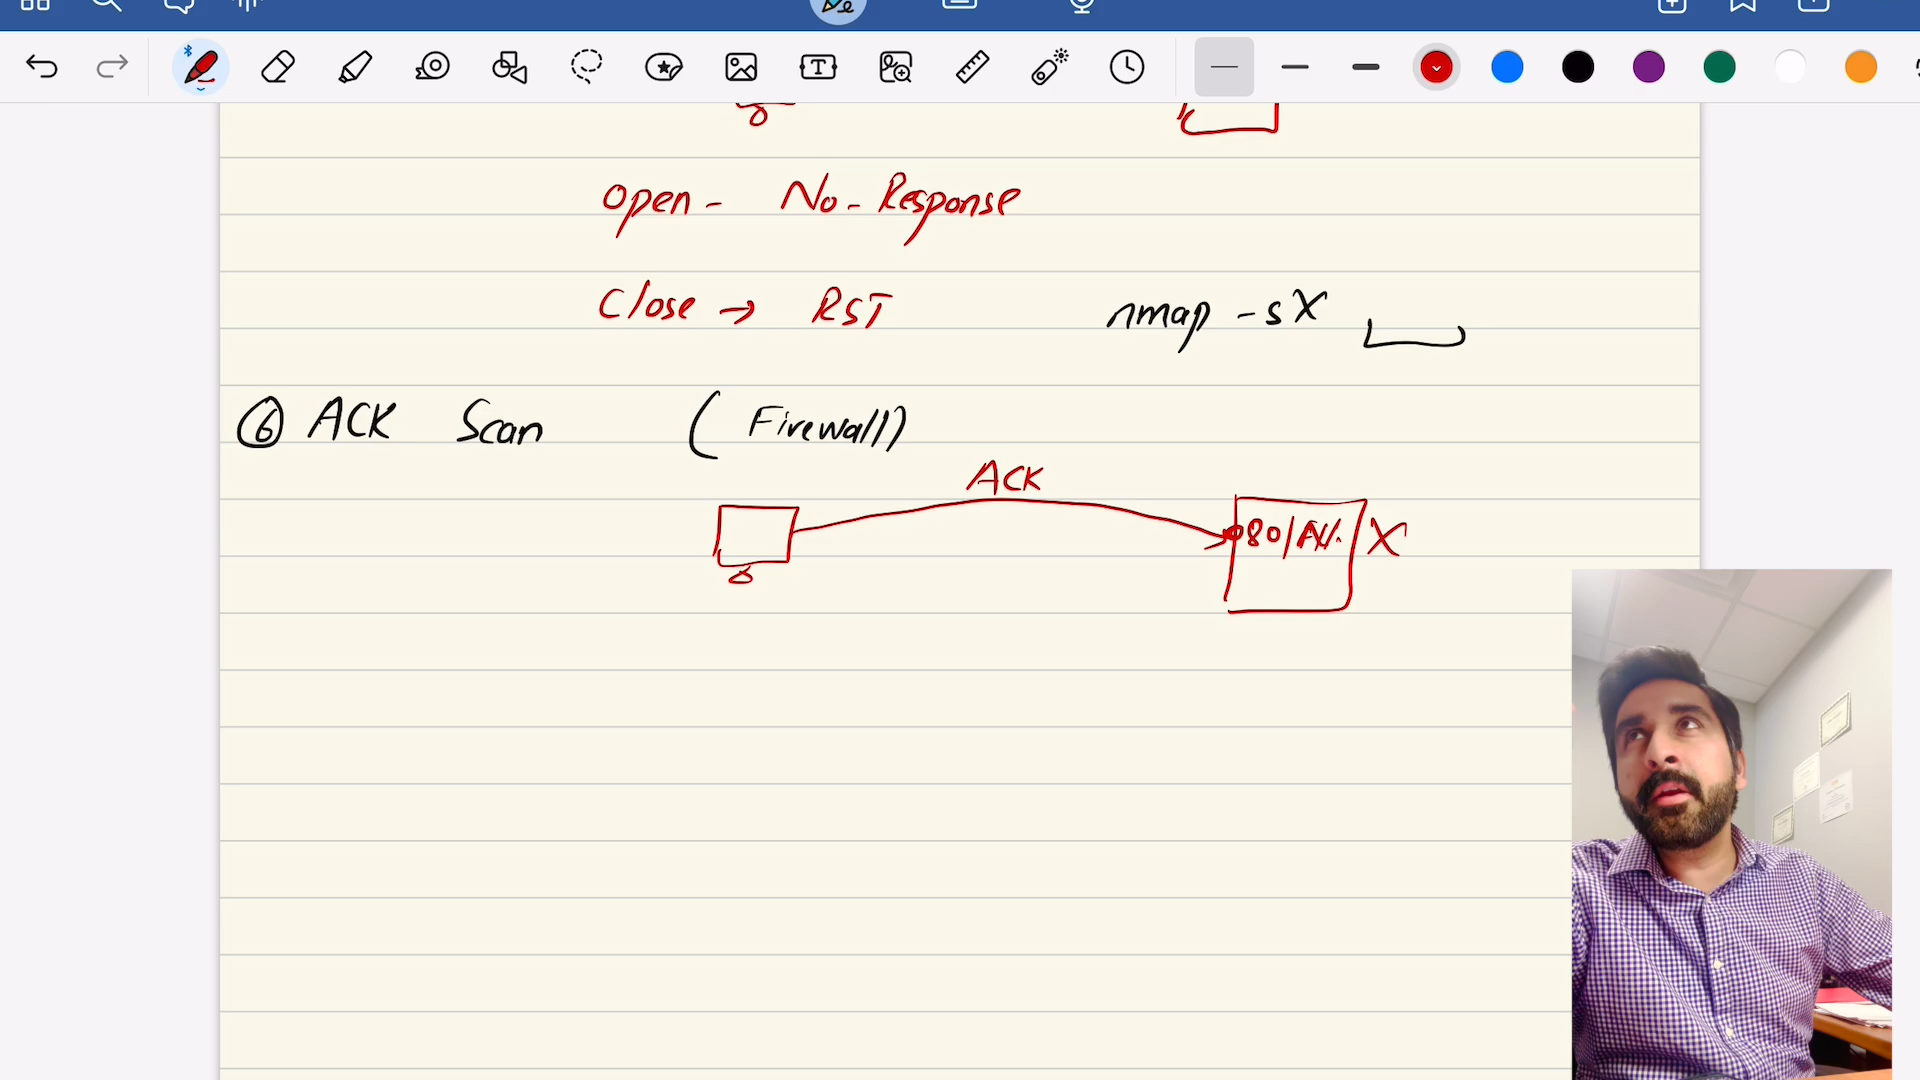 Open - No-Response
Close → RST
nmap -sX
⑥ ACK Scan (Firewall)
ACK
80/
X